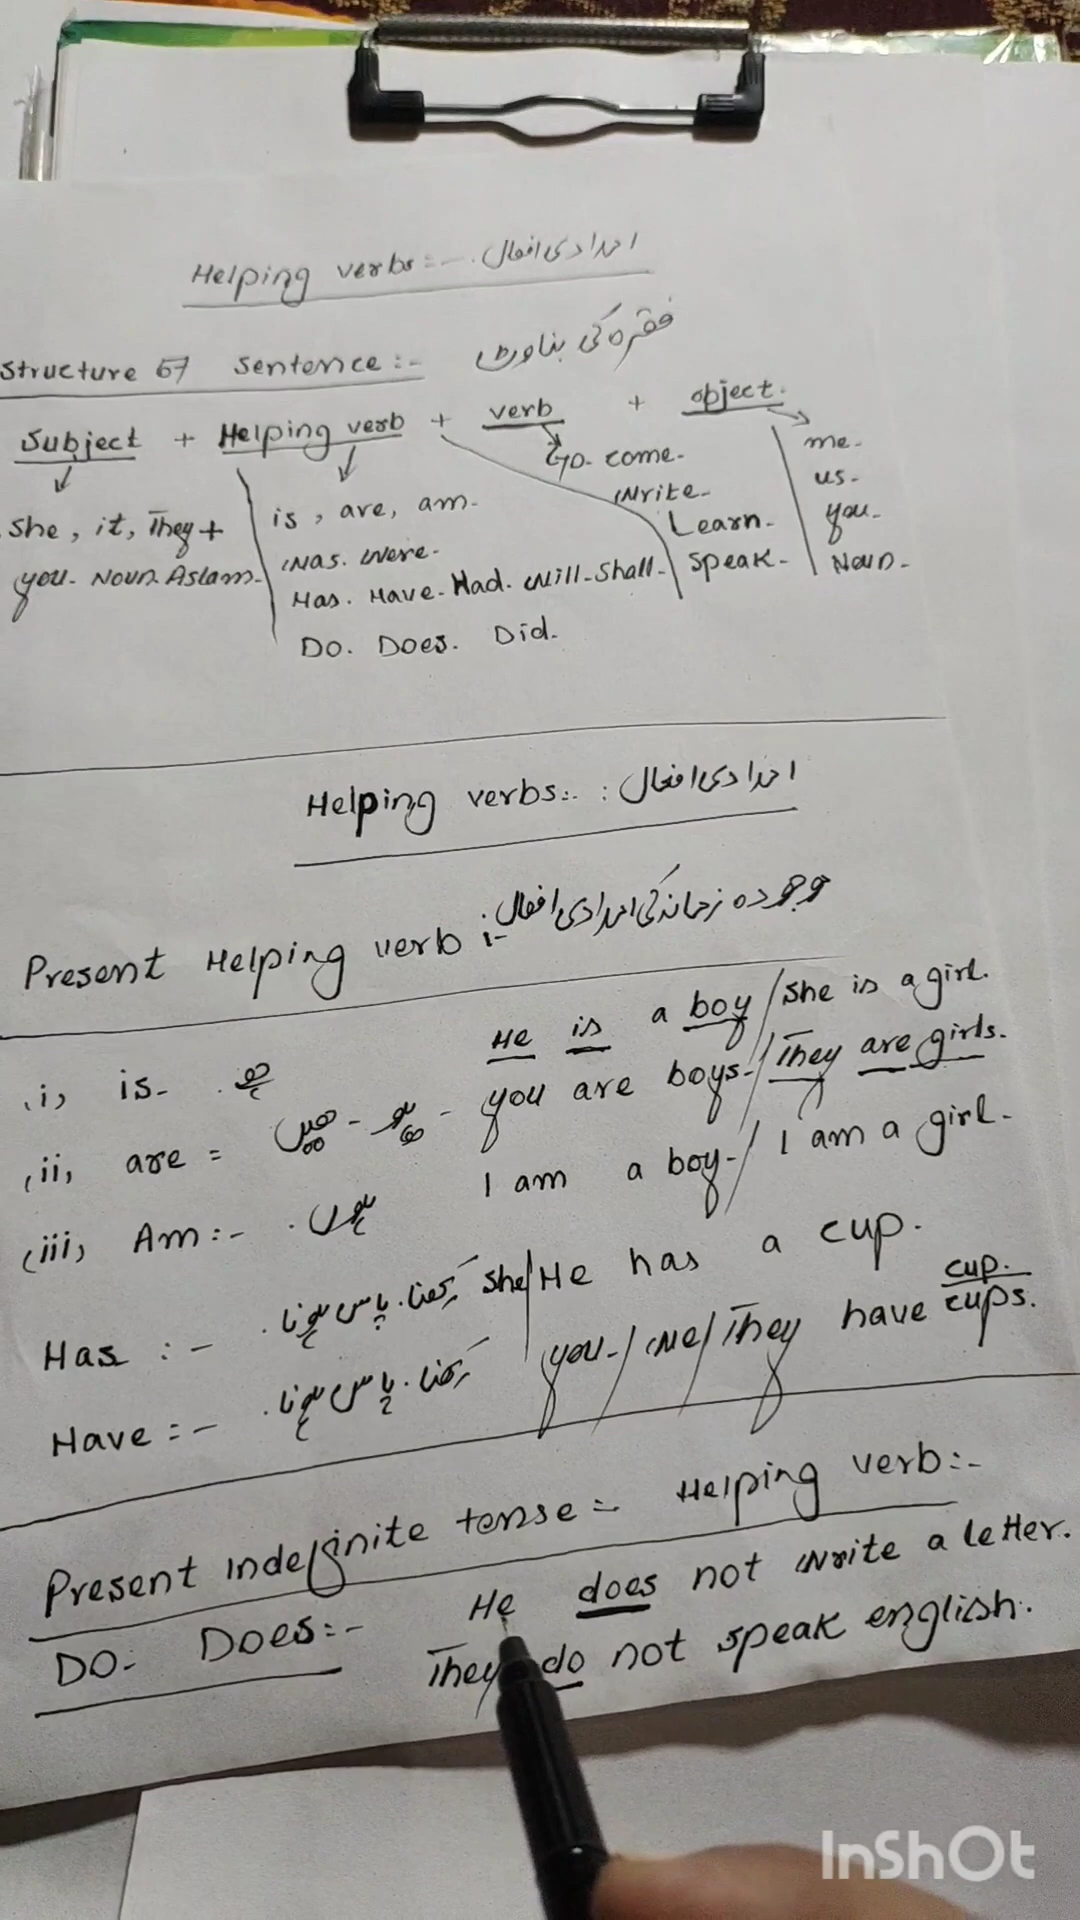 Helping verbs :- امدادی افعال
Structure of Sentence :- فقرہ کی بناوٹ
Subject + Helping verb + verb + object.
She, it, They + is, are, am. Go. come. me.
you. Noun. Aslam. Was. Were. Write. us.
Has. Have. Had. Will. Shall. Learn. you.
Do. Does. Did. Speak. Noun.
Helping verbs :- امدادی افعال
Present Helping verb :- موجودہ زمانہ کی امدادی افعال
(i) is - ہے. He is a boy / She is a girl.
(ii) are = ہیں - ہو - you are boys - / They are girls.
(iii) Am :- ہوں. I am a boy - / I am a girl.
Has :- رکھنا. پاس ہونا. She / He has a cup.
Have :- رکھنا. پاس ہونا. you / We / They have cup. cups.
Present indefinite tense = Helping verb :-
DO. Does :- He does not write a letter.
They do not speak english.
InShOt